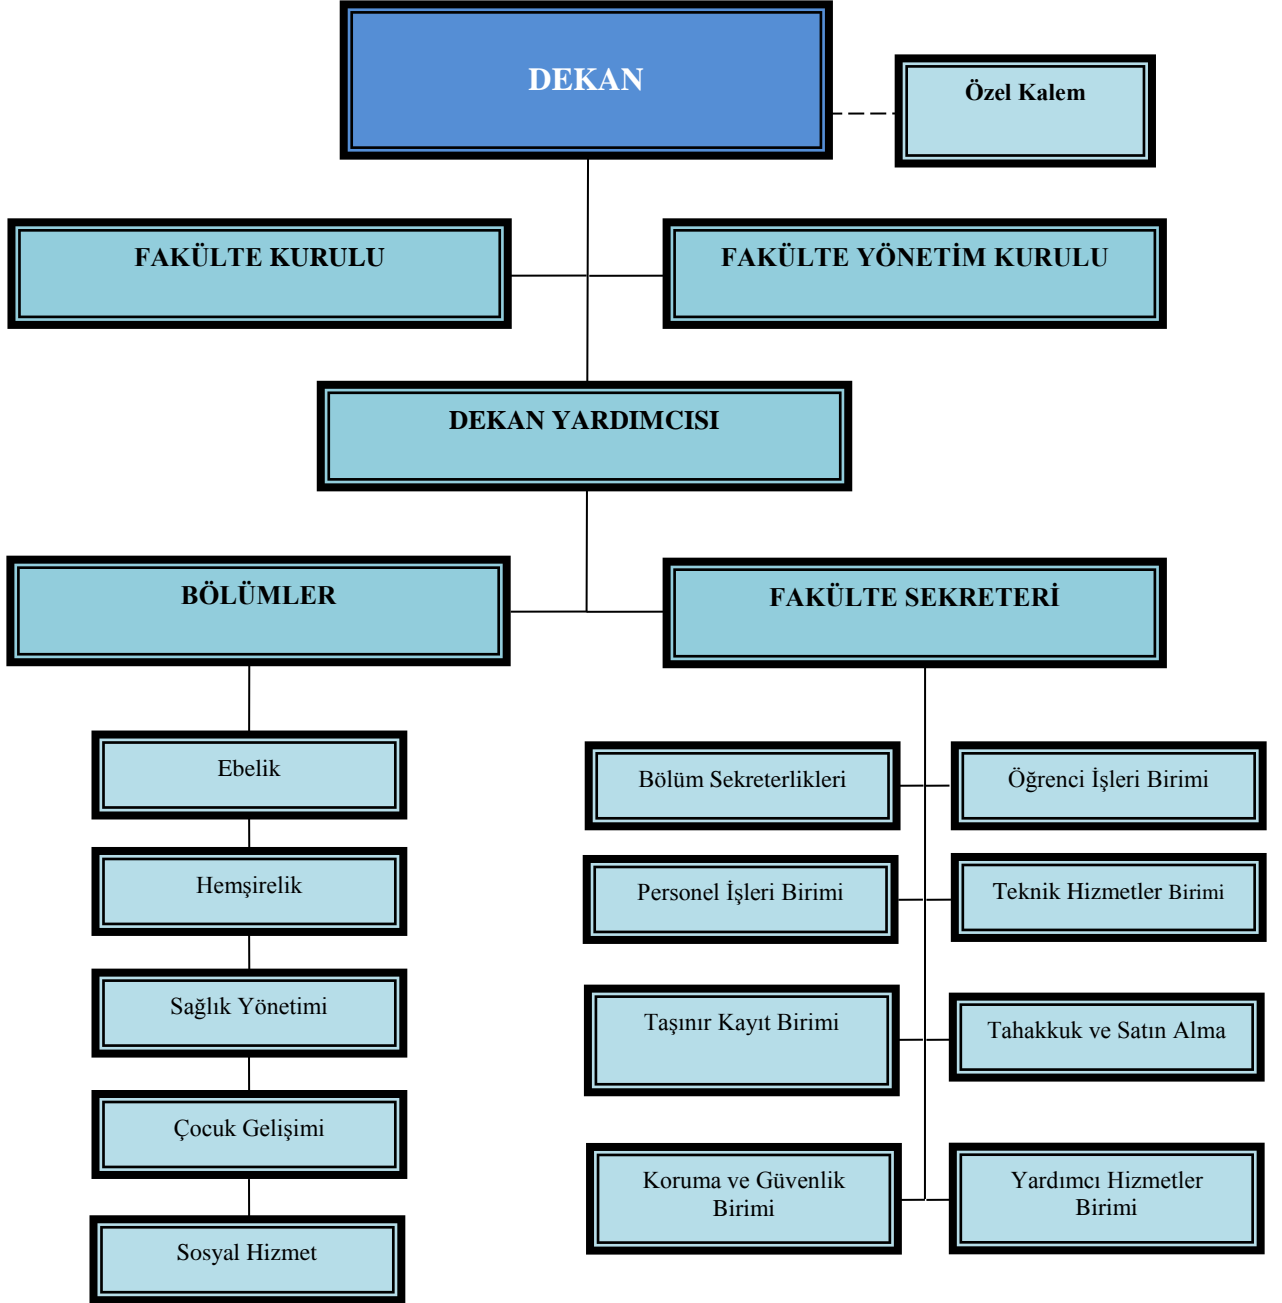 DEKAN
Özel Kalem
FAKÜLTE KURULU
FAKÜLTE YÖNETİM KURULU
DEKAN YARDIMCISI
BÖLÜMLER
FAKÜLTE SEKRETERİ
Ebelik
Hemşirelik
Sağlık Yönetimi
Çocuk Gelişimi
Sosyal Hizmet
Bölüm Sekreterlikleri
Öğrenci İşleri Birimi
Personel İşleri Birimi
Teknik Hizmetler Birimi
Taşınır Kayıt Birimi
Tahakkuk ve Satın Alma
Koruma ve Güvenlik
Birimi
Yardımcı Hizmetler
Birimi